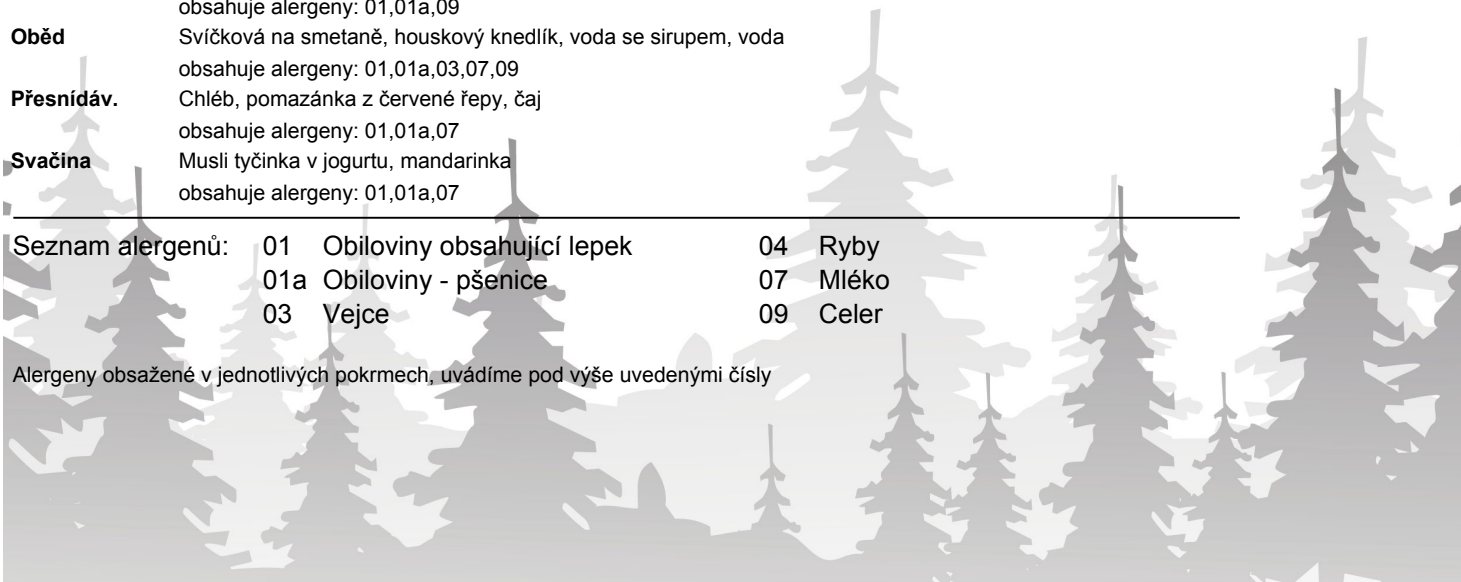 obsahuje alergeny: 01,01a,09
Oběd Svíčková na smetaně, houskový knedlík, voda se sirupem, voda
obsahuje alergeny: 01,01a,03,07,09
Přesnídáv. Chléb, pomazánka z červené řepy, čaj
obsahuje alergeny: 01,01a,07
Svačina Musli tyčinka v jogurtu, mandarinka
obsahuje alergeny: 01,01a,07
Seznam alergenů: 01 Obiloviny obsahující lepek 04 Ryby
01a Obiloviny - pšenice 07 Mléko
03 Vejce 09 Celer
Alergeny obsažené v jednotlivých pokrmech, uvádíme pod výše uvedenými čísly